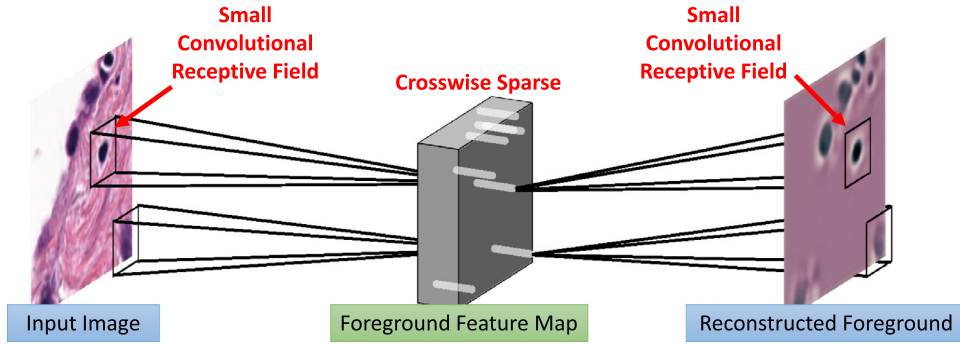 Small
Convolutional
Receptive Field
Crosswise Sparse
Small
Convolutional
Receptive Field
Input Image
Foreground Feature Map
Reconstructed Foreground